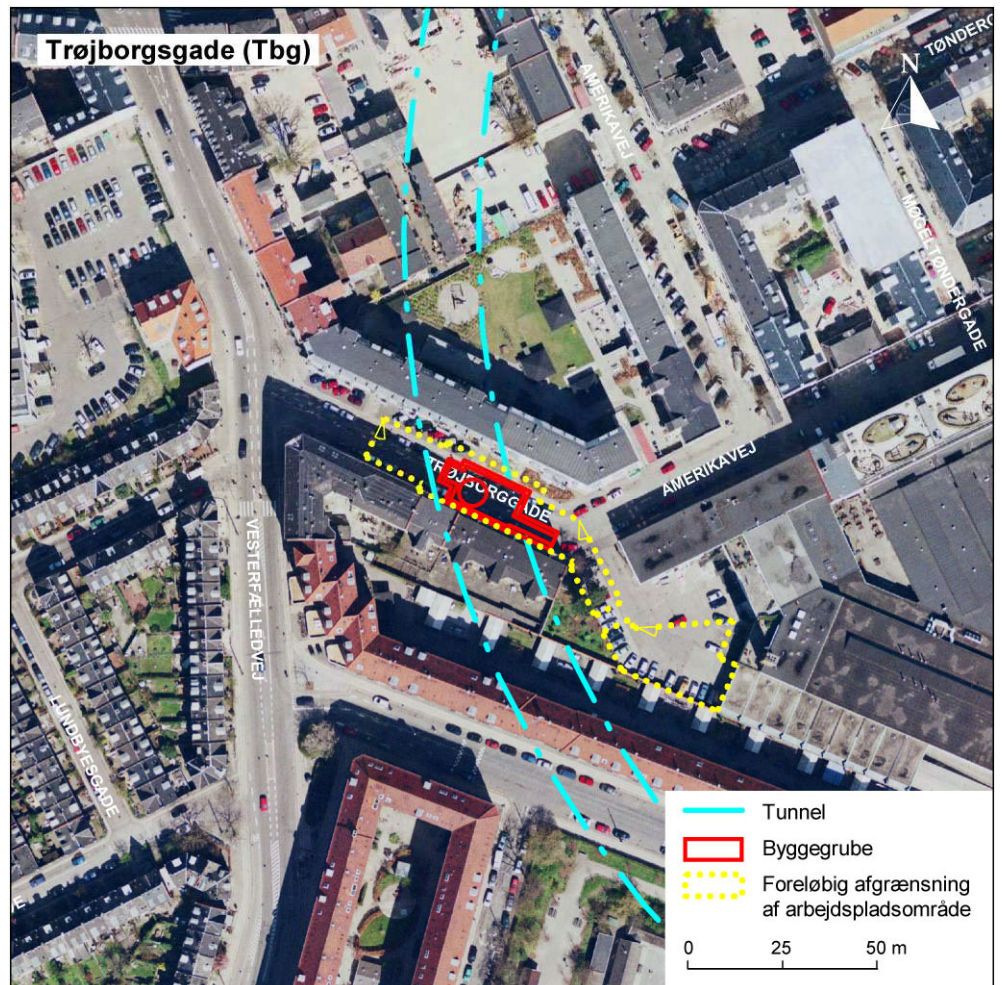 Trøjborgsgade (Tbg)
TØNDERG
N
AMERIKAVEJ
MØGELTØNDERGADE
TRØJBORGGADE
AMERIKAVEJ
VESTERFÆLLEDVEJ
LUNDBYESGADE
E
Tunnel
Byggegrube
Foreløbig afgrænsning
af arbejdspladsområde
0 25 50 m